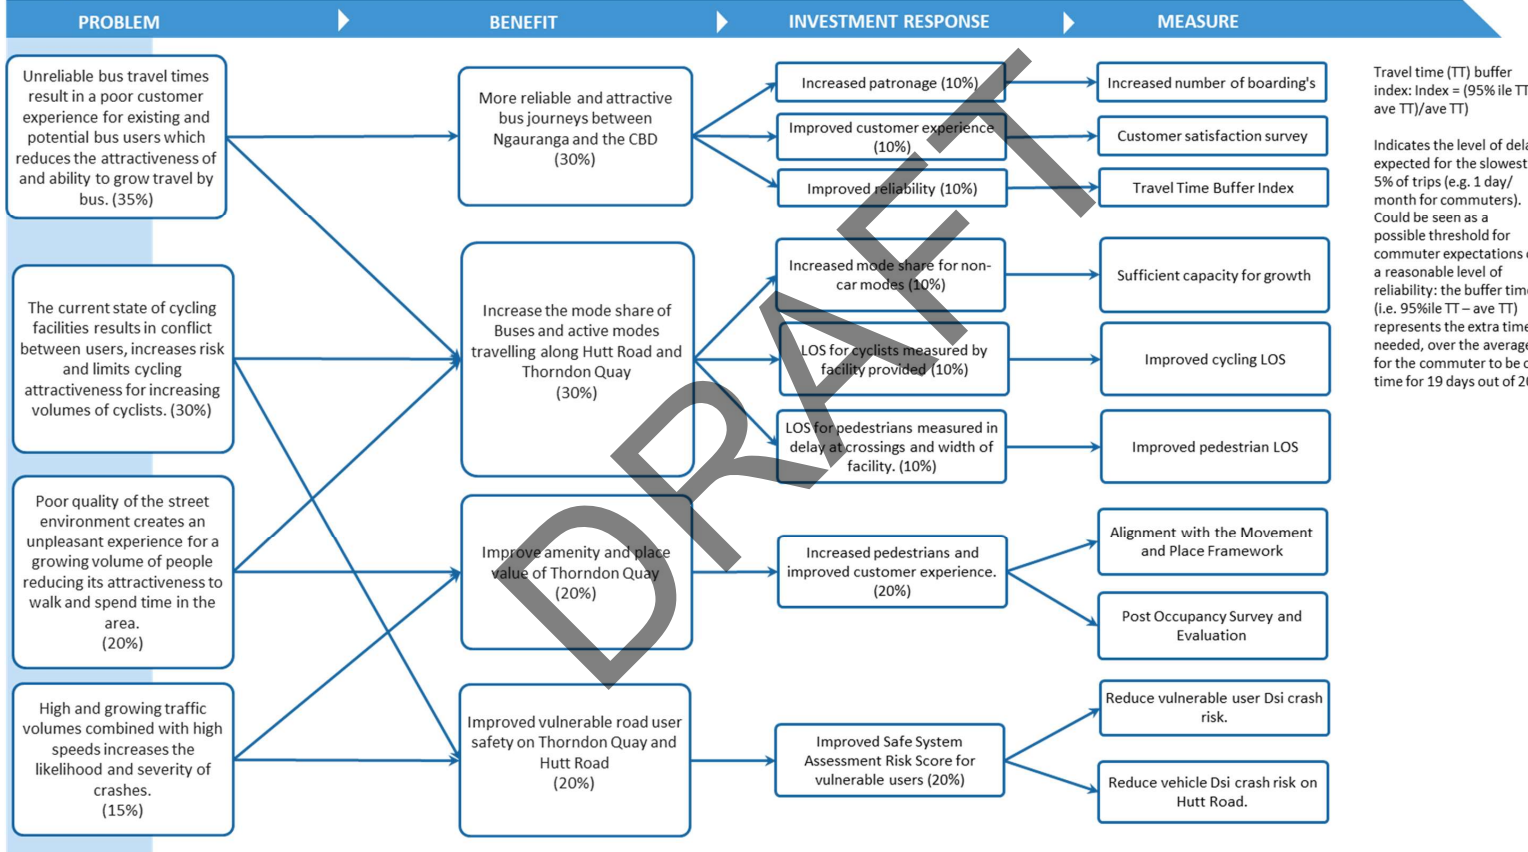 PROBLEM
BENEFIT
INVESTMENT RESPONSE
MEASURE
Unreliable bus travel times
result in a poor customer
experience for existing and
potential bus users which
reduces the attractiveness of
and ability to grow travel by
bus. (35%)
The current state of cycling
facilities results in conflict
between users, increases risk
and limits cycling
attractiveness for increasing
volumes of cyclists. (30%)
Poor quality of the street
environment creates an
unpleasant experience for a
growing volume of people
reducing its attractiveness to
walk and spend time in the
area.
(20%)
High and growing traffic
volumes combined with high
speeds increases the
likelihood and severity of
crashes.
(15%)
More reliable and attractive
bus journeys between
Ngauranga and the CBD
(30%)
Increase the mode share of
Buses and active modes
travelling along Hutt Road and
Thorndon Quay
(30%)
Improve amenity and place
value of Thorndon Quay
(20%)
Improved vulnerable road user
safety on Thorndon Quay and
Hutt Road
(20%)
Increased patronage (10%)
Improved customer experience
(10%)
Improved reliability (10%)
Increased mode share for non-
car modes (10%)
LOS for cyclists measured by
facility provided (10%)
LOS for pedestrians measured in
delay at crossings and width of
facility. (10%)
Increased pedestrians and
improved customer experience.
(20%)
Improved Safe System
Assessment Risk Score for
vulnerable users (20%)
Increased number of boarding's
Customer satisfaction survey
Travel Time Buffer Index
Sufficient capacity for growth
Improved cycling LOS
Improved pedestrian LOS
Alignment with the Movement
and Place Framework
Post Occupancy Survey and
Evaluation
Reduce vulnerable user Dsi crash
risk.
Reduce vehicle Dsi crash risk on
Hutt Road.
Travel time (TT) buffer
index: Index = (95% ile TT
ave TT)/ave TT)
Indicates the level of
expected for the slowest
5% of trips (e.g. 1 day/
month for commuters).
Could be seen as a
possible threshold for
commuter expectations
a reasonable level of
reliability: the buffer time
(i.e. 95%ile TT – ave TT)
represents the extra time
needed, over the average
for the commuter to be
time for 19 days out of
DRAFT